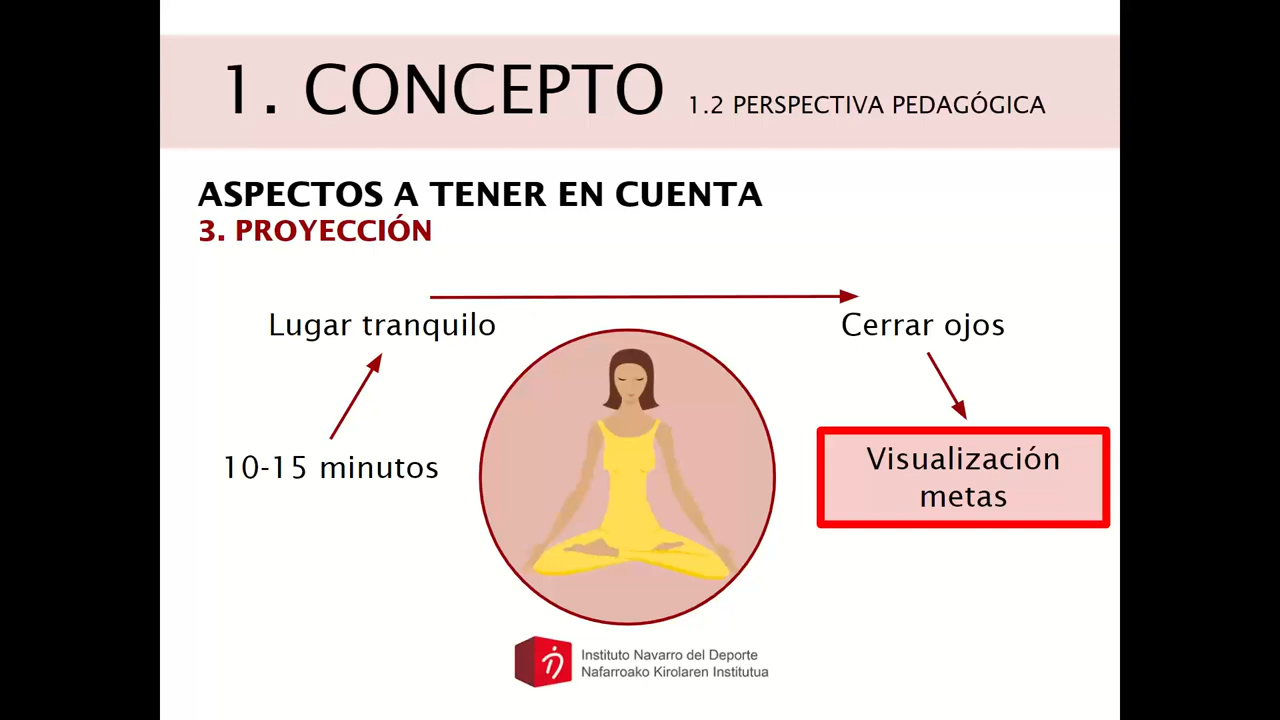 1. CONCEPTO 1.2 PERSPECTIVA PEDAGÓGICA
ASPECTOS A TENER EN CUENTA
3. PROYECCIÓN
Lugar tranquilo
Cerrar ojos
10-15 minutos
Visualización
metas
Instituto Navarro del Deporte
Nafarroako Kirolaren Institutua